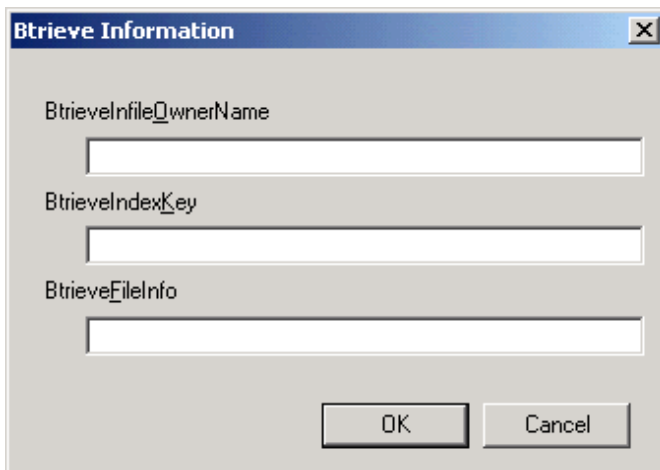 Btrieve Information
BtrieveInfileOwnerName
BtrieveIndexKey
BtrieveFileInfo
OK
Cancel